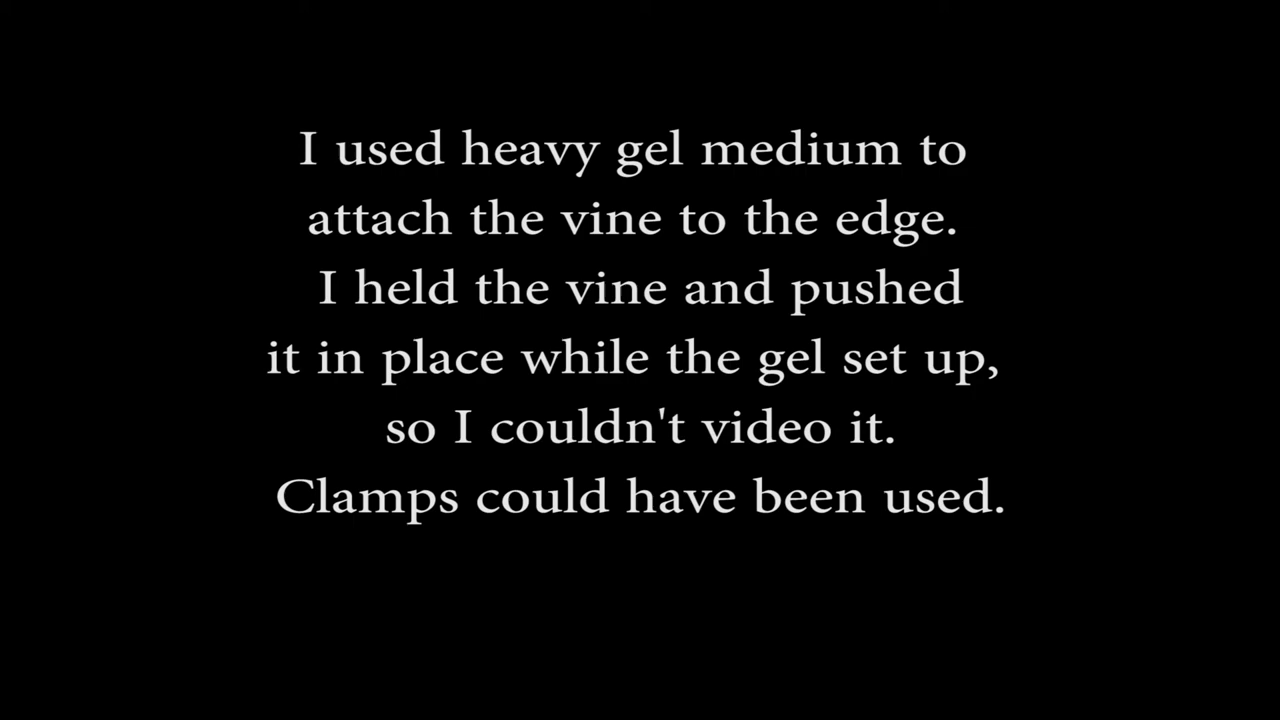 I used heavy gel medium to
attach the vine to the edge.
I held the vine and pushed
it in place while the gel set up,
so I couldn't video it.
Clamps could have been used.